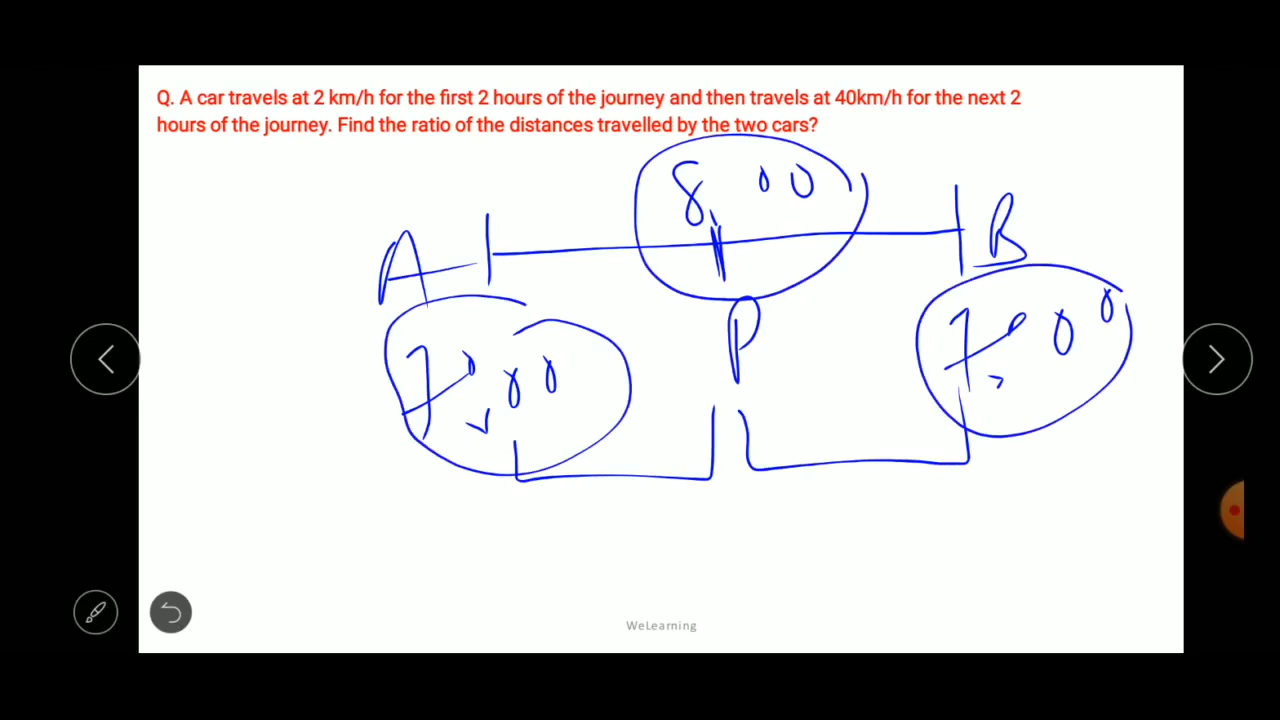 Q. A car travels at 2 km/h for the first 2 hours of the journey and then travels at 40km/h for the next 2
hours of the journey. Find the ratio of the distances travelled by the two cars?
8:00
A
B
P
7:00
7:00
WeLearning